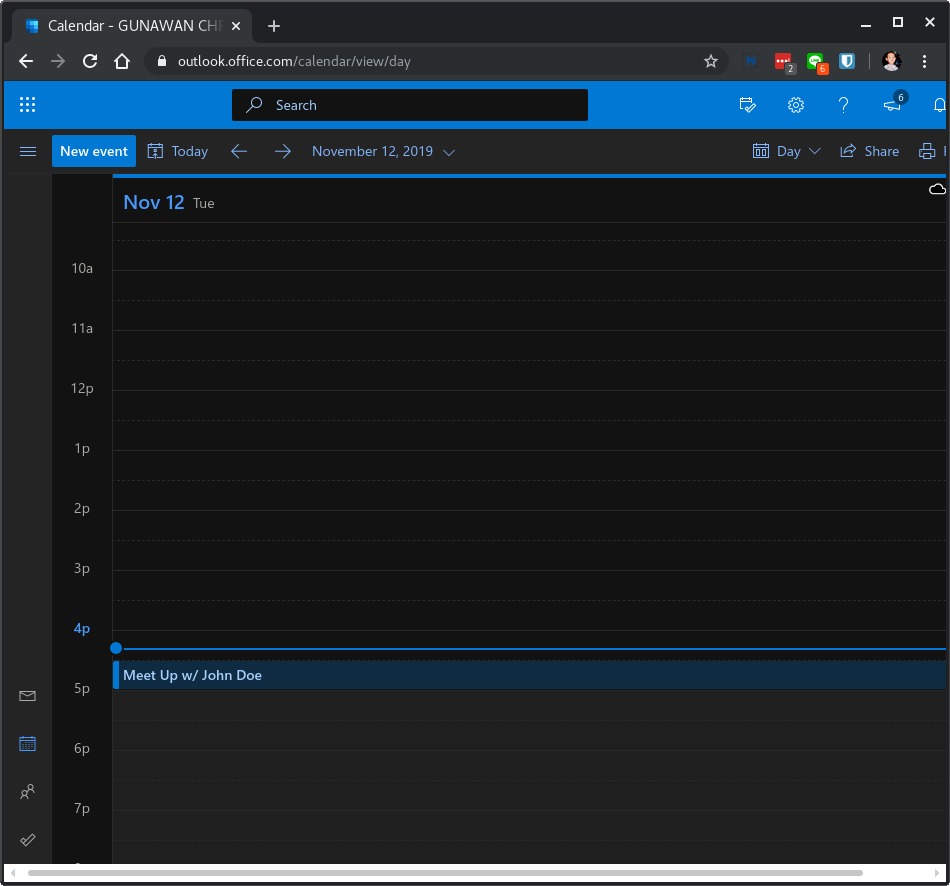 Calendar - GUNAWAN CH
outlook.office.com/calendar/view/day
2
6
Search
6
New event
Today
November 12, 2019
Day
Share
Nov 12 Tue
10a
11a
12p
1p
2p
3p
4p
Meet Up w/ John Doe
5p
6p
7p